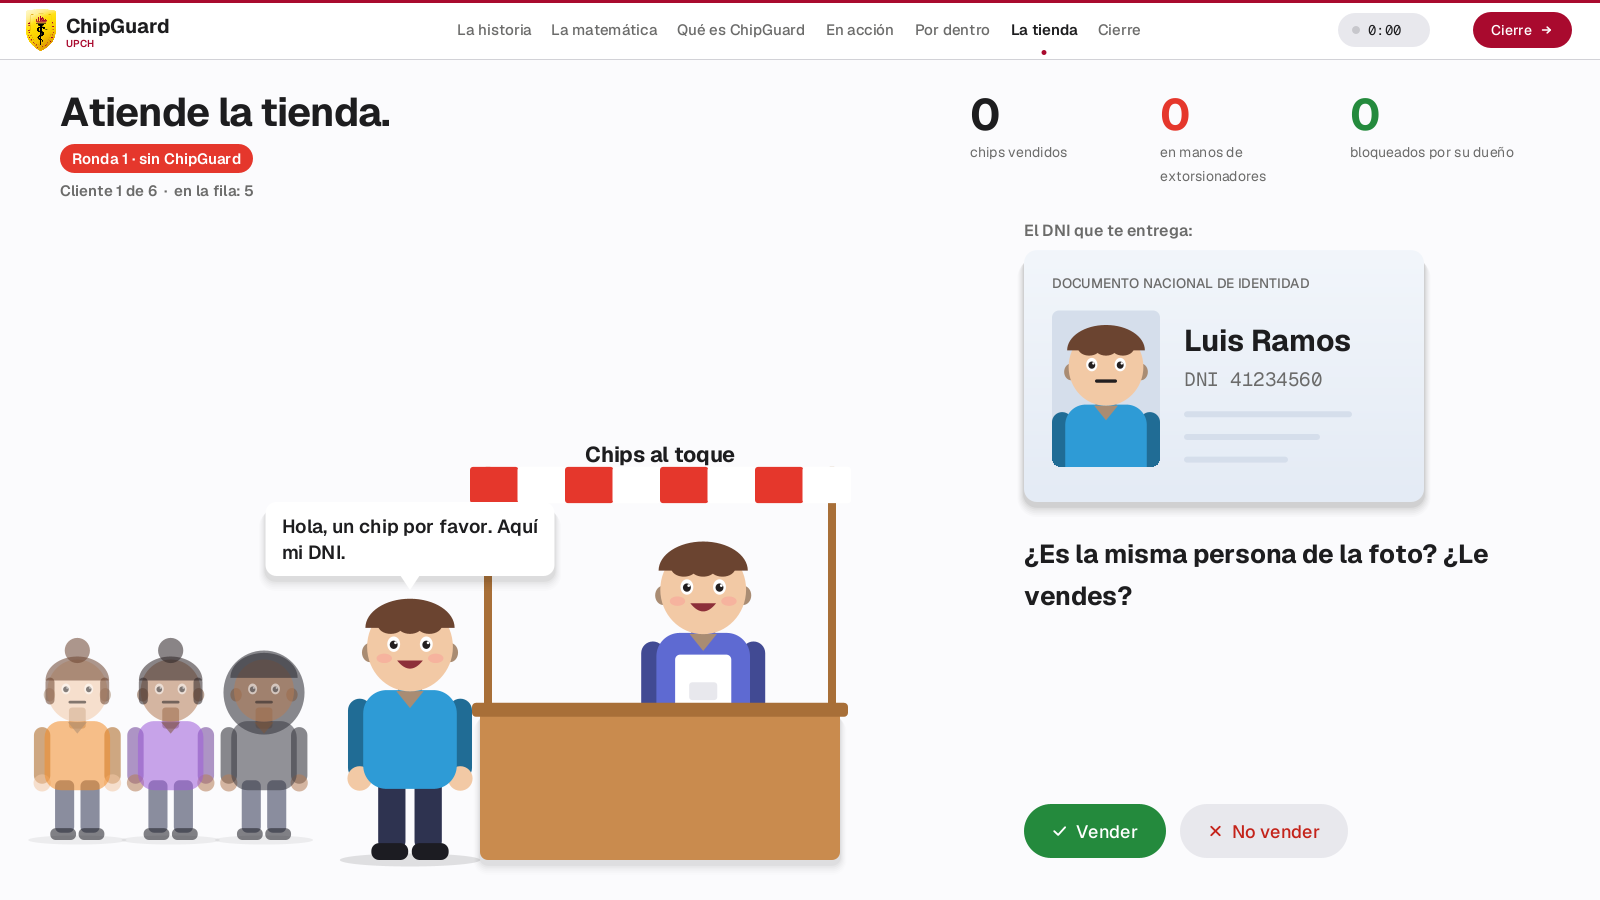 ChipGuard
UPCH
La historia
La matemática
Qué es ChipGuard
En acción
Por dentro
La tienda
Cierre
0:00
Cierre →
Atiende la tienda.
Ronda 1 · sin ChipGuard
Cliente 1 de 6 · en la fila: 5
0
chips vendidos
0
en manos de
extorsionadores
0
bloqueados por su dueño
El DNI que te entrega:
DOCUMENTO NACIONAL DE IDENTIDAD
Luis Ramos
DNI 41234560
Chips al toque
Hola, un chip por favor. Aquí
mi DNI.
¿Es la misma persona de la foto? ¿Le
vendes?
Vender
No vender